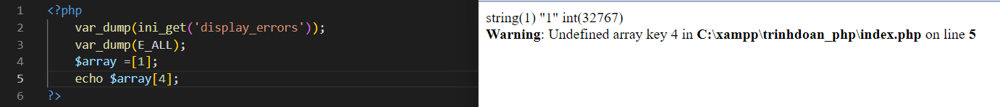 1 <?php
2 var_dump(ini_get('display_errors'));
3 var_dump(E_ALL);
4 $array =[1];
5 echo $array[4];
6 ?>
string(1) "1" int(32767)
Warning: Undefined array key 4 in C:\xampp\trinhdoan_php\index.php on line 5